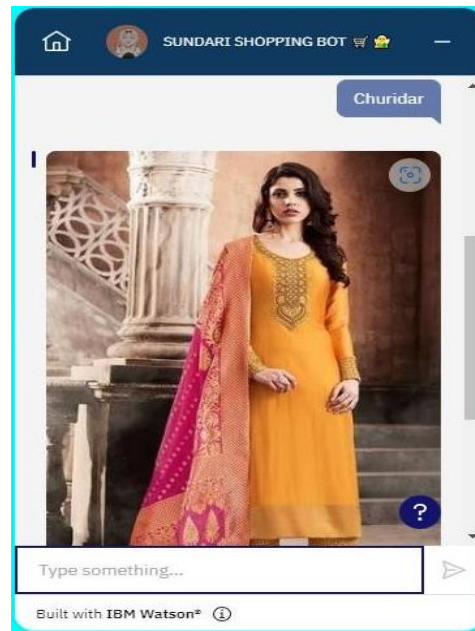 SUNDARI SHOPPING BOT 🛒 🤷
Churidar
?
Type something...
Built with IBM Watson® ⓘ